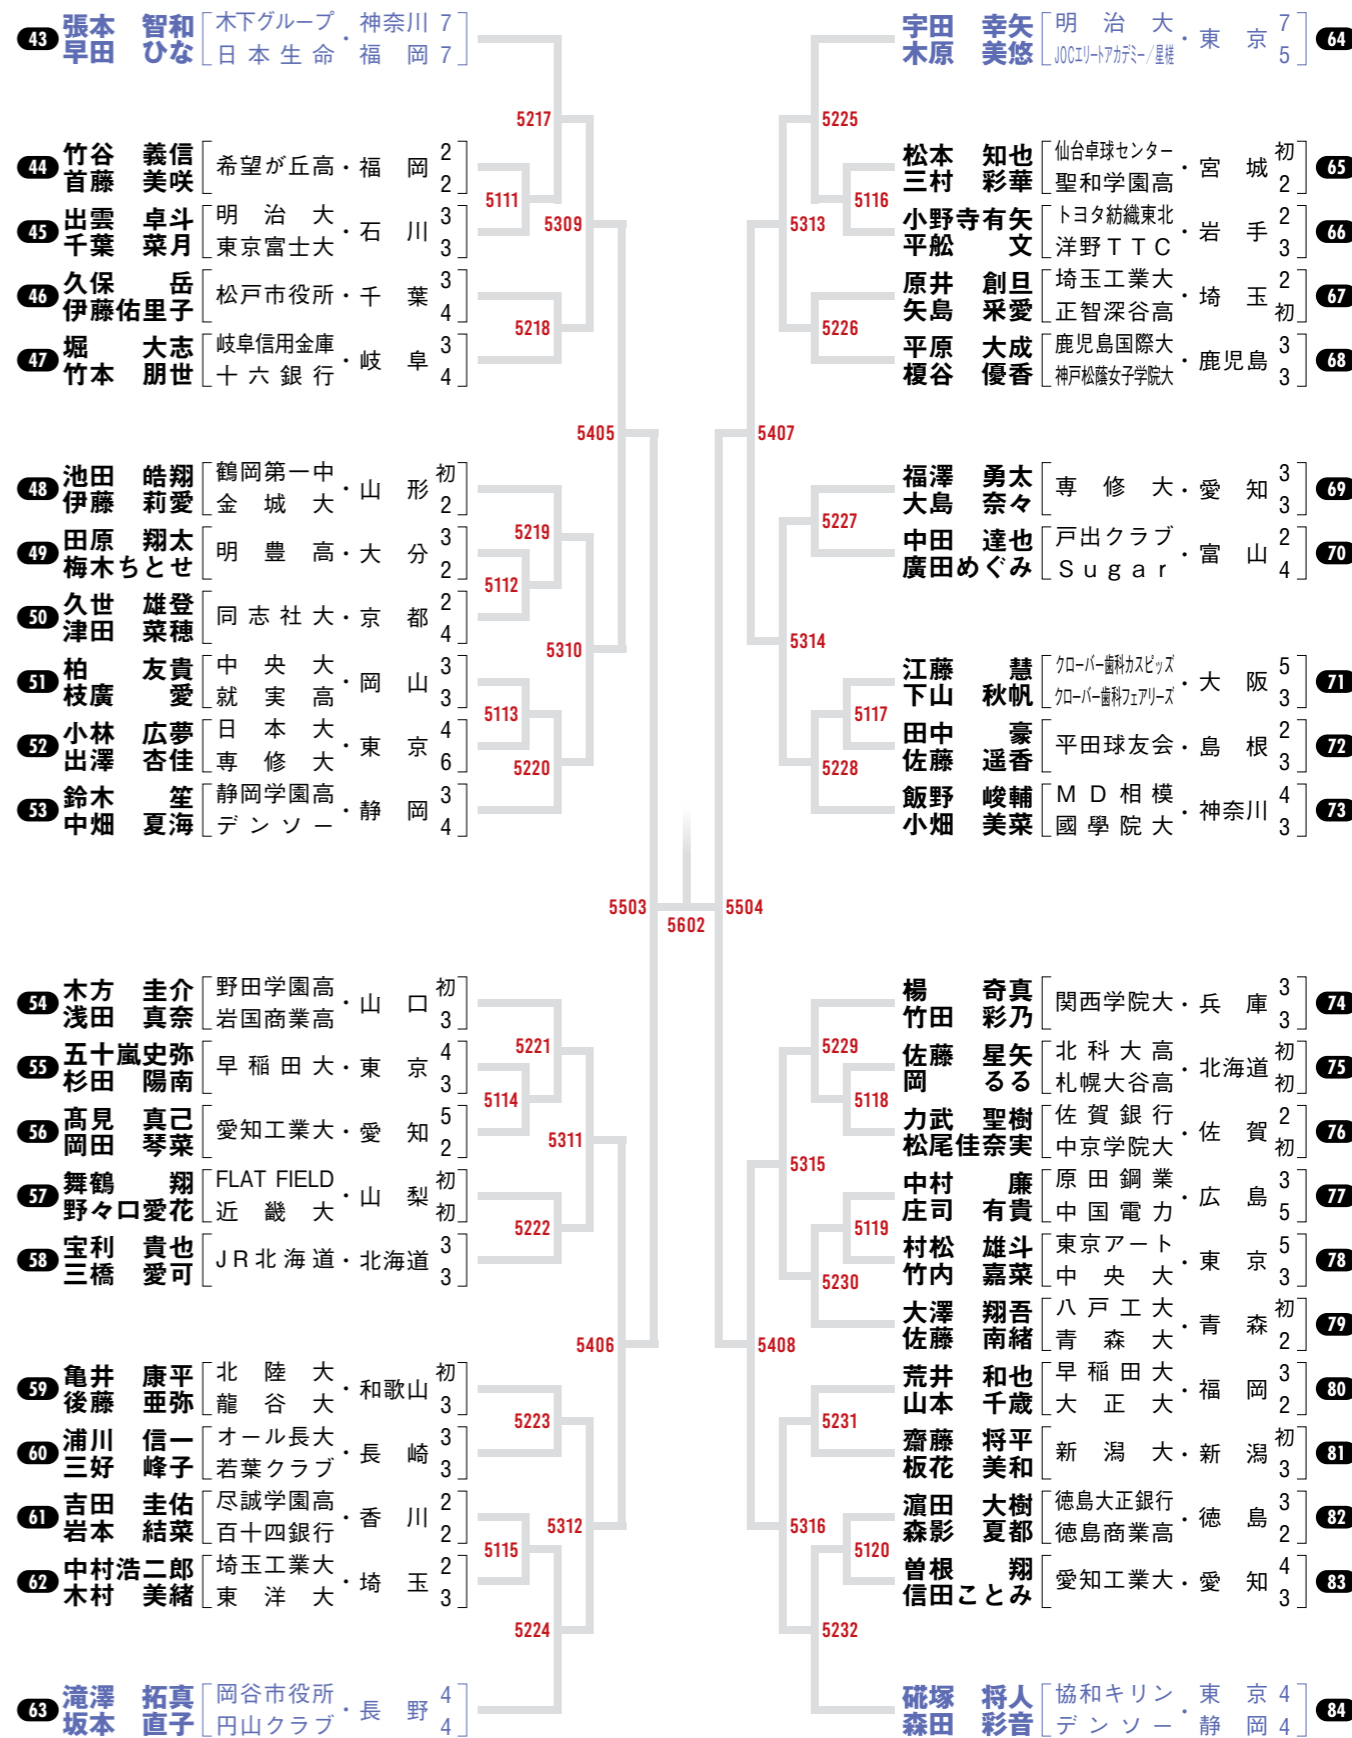 43 張本 智和 [木下グループ・神奈川 7]
早田 ひな [日本生命・福岡 7]
44 竹谷 義信 [希望が丘高・福岡 2]
首藤 美咲 2
45 出雲 卓斗 [明治大・石川 3]
千葉 菜月 [東京富士大 3]
46 久保 岳 [松戸市役所・千葉 3]
伊藤佑里子 4
47 堀 大志 [岐阜信用金庫・岐阜 3]
竹本 朋世 [十六銀行 4]
48 池田 皓翔 [鶴岡第一中・山形 初]
伊藤 莉愛 [金城大 2]
49 田原 翔太 [明豊高・大分 3]
梅木ちとせ 2
50 久世 雄登 [同志社大・京都 2]
津田 菜穂 4
51 柏 友貴 [中央大・岡山 3]
枝廣 愛 [就実高 3]
52 小林 広夢 [日本大・東京 4]
出澤 杏佳 [専修大 6]
53 鈴木 笙 [静岡学園高・静岡 3]
中畑 夏海 [デンソー 4]
54 木方 圭介 [野田学園高・山口 初]
浅田 真奈 [岩国商業高 3]
55 五十嵐史弥 [早稲田大・東京 4]
杉田 陽南 3
56 髙見 真己 [愛知工業大・愛知 5]
岡田 琴菜 2
57 舞鶴 翔 [FLAT FIELD・山梨 初]
野々口愛花 [近畿大 初]
58 宝利 貴也 [JR北海道・北海道 3]
三橋 愛可 3
59 亀井 康平 [北陸大・和歌山 初]
後藤 亜弥 [龍谷大 3]
60 浦川 信一 [オール長大・長崎 3]
三好 峰子 [若葉クラブ 3]
61 吉田 圭佑 [尽誠学園高・香川 2]
岩本 結菜 [百十四銀行 2]
62 中村浩二郎 [埼玉工業大・埼玉 2]
木村 美緒 [東洋大 3]
63 滝澤 拓真 [岡谷市役所・長野 4]
坂本 直子 [円山クラブ 4]
5217
5111
5309
5218
5405
5219
5112
5310
5113
5220
5503
5602
5504
5221
5114
5311
5222
5406
5223
5312
5115
5224
宇田 幸矢 [明治大・東京 7] 64
木原 美悠 [JOCエリートアカデミー/星槎 5]
松本 知也 [仙台卓球センター・宮城 初] 65
三村 彩華 [聖和学園高 2]
小野寺有矢 [トヨタ紡織東北・岩手 2] 66
平舩 文 [洋野TTC 3]
原井 創旦 [埼玉工業大・埼玉 2] 67
矢島 采愛 [正智深谷高 初]
平原 大成 [鹿児島国際大・鹿児島 3] 68
榎谷 優香 [神戸松蔭女子学院大 3]
福澤 勇太 [専修大・愛知 3] 69
大島 奈々 3
中田 達也 [戸出クラブ・富山 2] 70
廣田めぐみ [Sugar 4]
江藤 慧 [クローバー歯科カスピッズ・大阪 5] 71
下山 秋帆 [クローバー歯科フェアリーズ 3]
田中 豪 [平田球友会・島根 2] 72
佐藤 遥香 3
飯野 峻輔 [MD相模・神奈川 4] 73
小畑 美菜 [國學院大 3]
楊 奇真 [関西学院大・兵庫 3] 74
竹田 彩乃 3
佐藤 星矢 [北科大高・北海道 初] 75
岡 るる [札幌大谷高 初]
力武 聖樹 [佐賀銀行・佐賀 2] 76
松尾佳奈実 [中京学院大 初]
中村 廉 [原田鋼業・広島 3] 77
庄司 有貴 [中国電力 5]
村松 雄斗 [東京アート・東京 5] 78
竹内 嘉菜 [中央大 3]
大澤 翔吾 [八戸工大・青森 初] 79
佐藤 南緒 [青森大 2]
荒井 和也 [早稲田大・福岡 3] 80
山本 千歳 [大正大 2]
齋藤 将平 [新潟大・新潟 初] 81
板花 美和 3
濵田 大樹 [徳島大正銀行・徳島 3] 82
森影 夏都 [徳島商業高 2]
曽根 翔 [愛知工業大・愛知 4] 83
信田ことみ 3
硴塚 将人 [協和キリン・東京 4] 84
森田 彩音 [デンソー・静岡 4]
5225
5116
5313
5226
5407
5227
5314
5117
5228
5229
5118
5315
5119
5230
5408
5231
5316
5120
5232